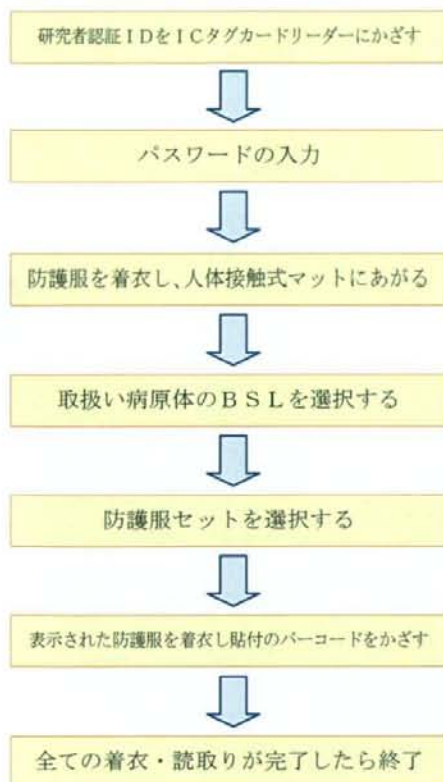 研究者認証IDをICタグカードリーダーにかざす
パスワードの入力
防護服を着衣し、人体接触式マットにあがる
取扱い病原体のBSLを選択する
防護服セットを選択する
表示された防護服を着衣し貼付のバーコードをかざす
全ての着衣・読取りが完了したら終了